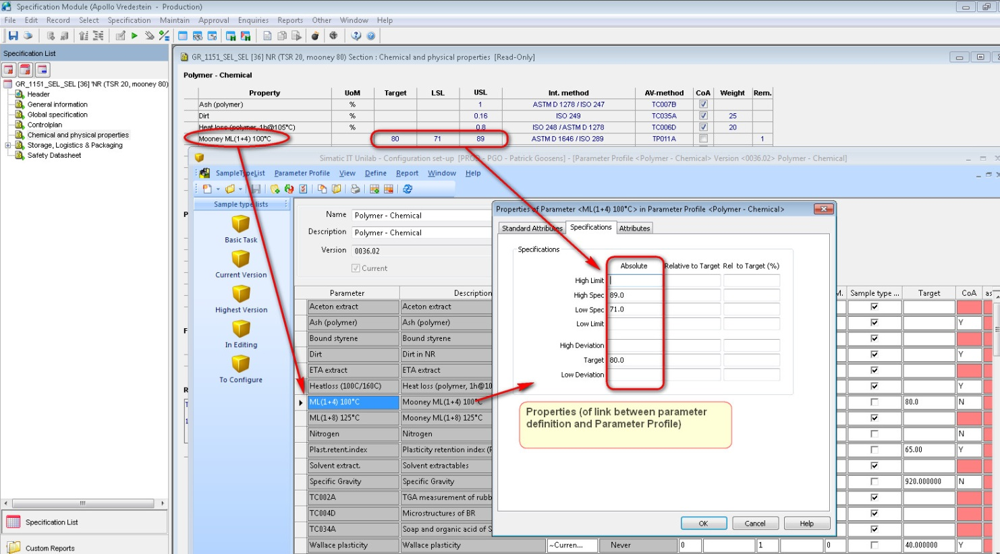 Specification Module (Apollo Vredestein - Production)
File Edit Record Select Specification Maintain Approval Enquiries Reports Other Window Help
Specification List
GR_1151_SEL_SEL [36] 'NR (TSR 20, mooney 80)
Header
General information
Global specification
Controlplan
Chemical and physical properties
Storage, Logistics & Packaging
Safety Datasheet
Specification List
Custom Reports
GR_1151_SEL_SEL [36] NR (TSR 20, mooney 80) Section : Chemical and physical properties [Read-Only]
Polymer - Chemical
Property UoM Target LSL USL Int. method AV-method CoA Weight Rem.
Ash (polymer) % 1 ASTM D 1278 / ISO 247 TC007B
Dirt % 0.16 ISO 249 TC035A 25
Heat loss (polymer, 1h@105°C) % 0.8 ISO 248 / ASTM D 1278 TC006D 20
Mooney ML(1+4) 100°C 80 71 89 ASTM D 1646 / ISO 289 TP011A 1
Simatic IT Unilab - Configuration set-up [PROD - PGO - Patrick Goosens] - [Parameter Profile <Polymer - Chemical> Version <0036.02> Polymer - Chemical]
SampleTypeList Parameter Profile View Define Report Window Help
Sample type lists
Basic Task
Current Version
Highest Version
In Editing
To Configure
Name Polymer - Chemical
Description Polymer - Chemical
Version 0036.02
Current
Parameter Description Sample type ... Target CoA as
Aceton extract Aceton extract
Ash (polymer) Ash (polymer) Y
Bound styrene Bound styrene
Dirt Dirt in NR Y
ETA extract ETA extract
Heatloss (100C/160C) Heat loss (polymer, 1h@10 Y
ML(1+4) 100°C Mooney ML(1+4) 100°C 80.0 N
ML(1+8) 125°C Mooney ML(1+8) 125°C
Nitrogen Nitrogen N
Plast.retent.index Plasticity retention index (P 65.00 Y
Solvent extract. Solvent extractables
Specific Gravity Specific Gravity 920.000000 N
TC002A TGA measurement of rubb
TC004D Microstructures of BR
TC034A Soap and organic acid of S
Wallace plasticity Wallace plasticity ~Curren... Never 0 1 0 40.000000 Y
Properties of Parameter <ML(1+4) 100°C> in Parameter Profile <Polymer - Chemical>
Standard Attributes Specifications Attributes
Specifications
Absolute Relative to Target Rel to Target (%)
High Limit
High Spec 89.0
Low Spec 71.0
Low Limit
High Deviation
Target 80.0
Low Deviation
Properties (of link between parameter
definition and Parameter Profile)
OK Cancel Help